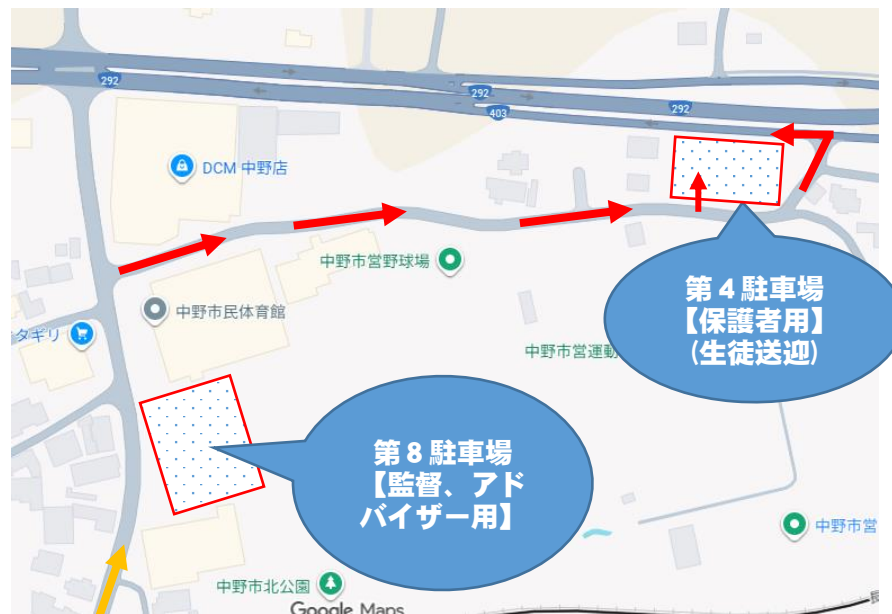 292
292
403
292
DCM 中野店
中野市営野球場
中野市民体育館
タギリ
中野市営運動
第４駐車場
【保護者用】
(生徒送迎)
第８駐車場
【監督、アド
バイザー用】
中野市営
中野市北公園
Google Maps
長